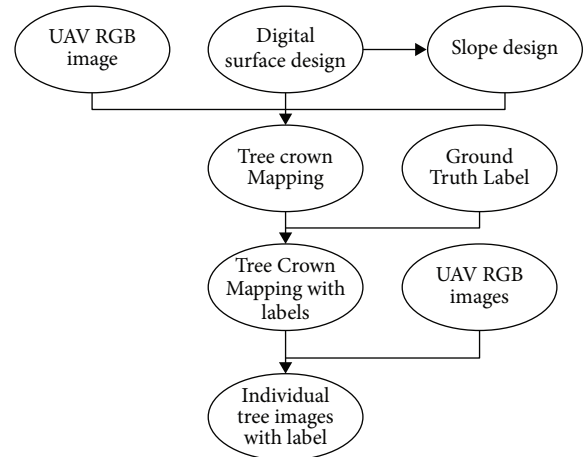 UAV RGB
image
Digital
surface design
Slope design
Tree crown
Mapping
Ground
Truth Label
Tree Crown
Mapping with
labels
UAV RGB
images
Individual
tree images
with label